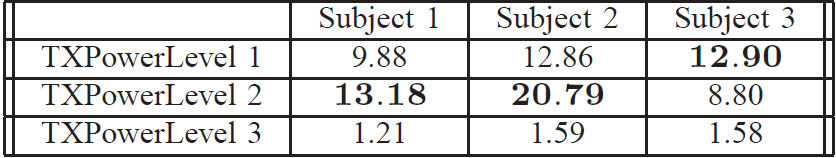 Subject 1 Subject 2 Subject 3
TXPowerLevel 1 9.88 12.86 12.90
TXPowerLevel 2 13.18 20.79 8.80
TXPowerLevel 3 1.21 1.59 1.58